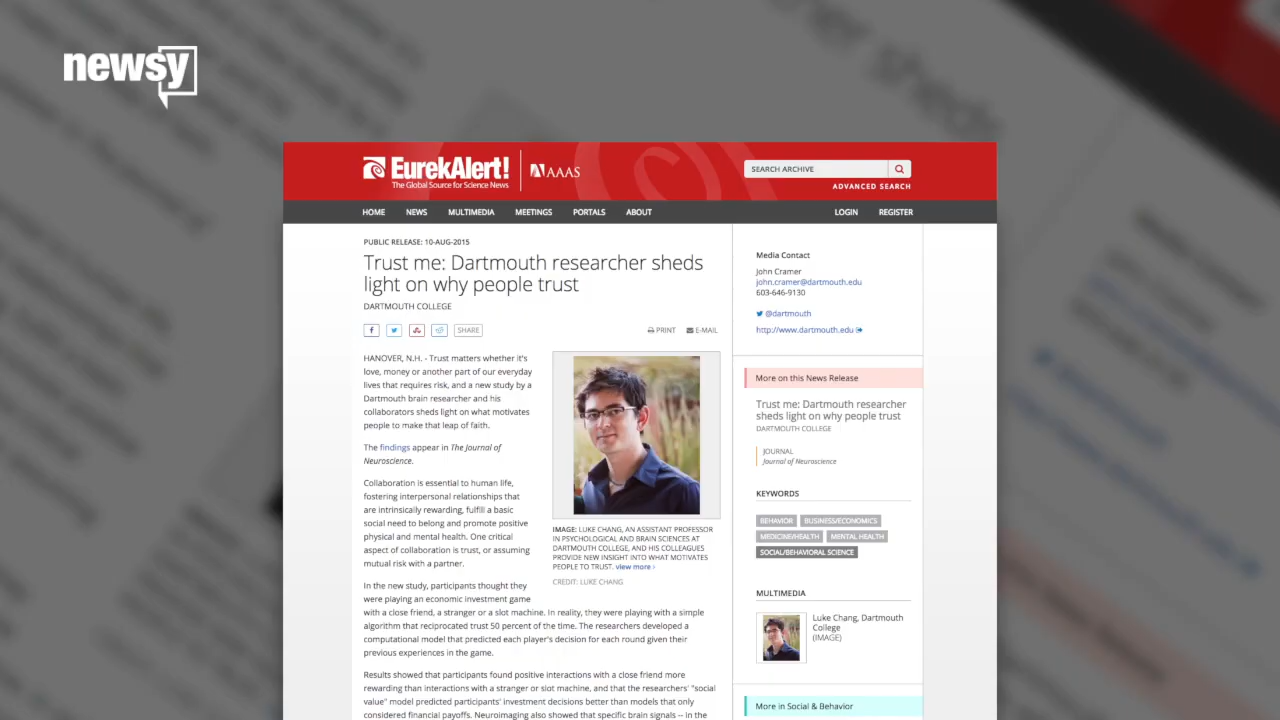 newsy
EurekAlert!
The Global Source for Science News
AAAS
SEARCH ARCHIVE
ADVANCED SEARCH
HOME NEWS MULTIMEDIA MEETINGS PORTALS ABOUT LOGIN REGISTER
PUBLIC RELEASE: 10-AUG-2015
Trust me: Dartmouth researcher sheds
light on why people trust
DARTMOUTH COLLEGE
SHARE PRINT E-MAIL
HANOVER, N.H. - Trust matters whether it's
love, money or another part of our everyday
lives that requires risk, and a new study by a
Dartmouth brain researcher and his
collaborators sheds light on what motivates
people to make that leap of faith.
The findings appear in The Journal of
Neuroscience.
Collaboration is essential to human life,
fostering interpersonal relationships that
are intrinsically rewarding, fulfill a basic
social need to belong and promote positive
physical and mental health. One critical
aspect of collaboration is trust, or assuming
mutual risk with a partner.
IMAGE: LUKE CHANG, AN ASSISTANT PROFESSOR
IN PSYCHOLOGICAL AND BRAIN SCIENCES AT
DARTMOUTH COLLEGE, AND HIS COLLEAGUES
PROVIDE NEW INSIGHT INTO WHAT MOTIVATES
PEOPLE TO TRUST. view more ›
CREDIT: LUKE CHANG
In the new study, participants thought they
were playing an economic investment game
with a close friend, a stranger or a slot machine. In reality, they were playing with a simple
algorithm that reciprocated trust 50 percent of the time. The researchers developed a
computational model that predicted each player's decision for each round given their
previous experiences in the game.
Results showed that participants found positive interactions with a close friend more
rewarding than interactions with a stranger or slot machine, and that the researchers' "social
value" model predicted participants' investment decisions better than models that only
considered financial payoffs. Neuroimaging also showed that specific brain signals -- in the
Media Contact
John Cramer
john.cramer@dartmouth.edu
603-646-9130
@dartmouth
http://www.dartmouth.edu
More on this News Release
Trust me: Dartmouth researcher
sheds light on why people trust
DARTMOUTH COLLEGE
JOURNAL
Journal of Neuroscience
KEYWORDS
BEHAVIOR BUSINESS/ECONOMICS
MEDICINE/HEALTH MENTAL HEALTH
SOCIAL/BEHAVIORAL SCIENCE
MULTIMEDIA
Luke Chang, Dartmouth
College
(IMAGE)
More in Social & Behavior